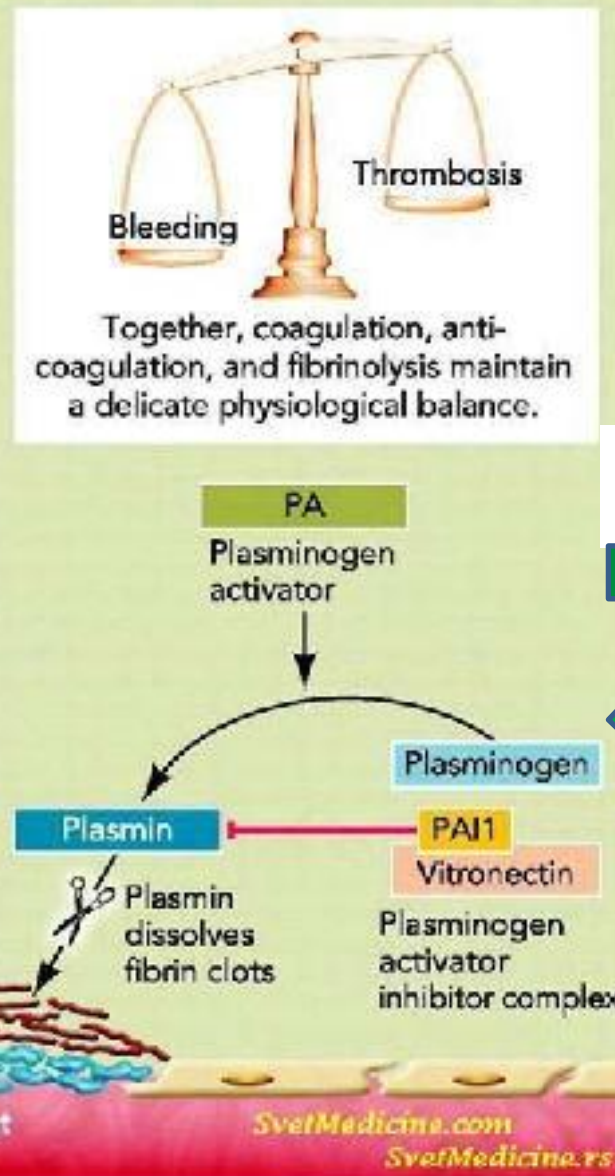 Thrombosis
Bleeding
Together, coagulation, anti-
coagulation, and fibrinolysis maintain
a delicate physiological balance.
PA
Plasminogen
activator
Plasminogen
Plasmin
PAI1
Vitronectin
Plasmin
dissolves
fibrin clots
Plasminogen
activator
inhibitor complex
t
SvetMedicine.com
SvetMedicine.rs